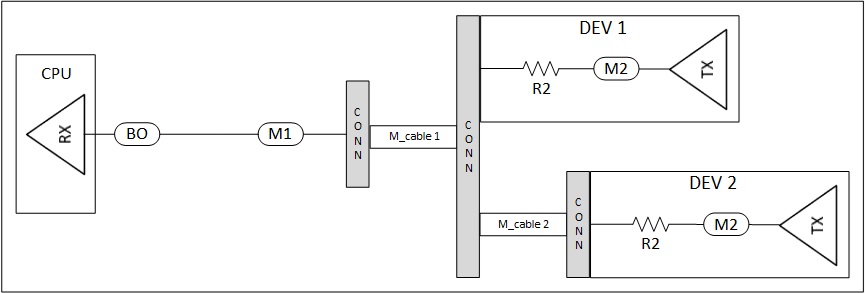 CPU
RX
BO
M1
CONN
M_cable 1
CONN
DEV 1
R2
M2
TX
M_cable 2
CONN
DEV 2
R2
M2
TX